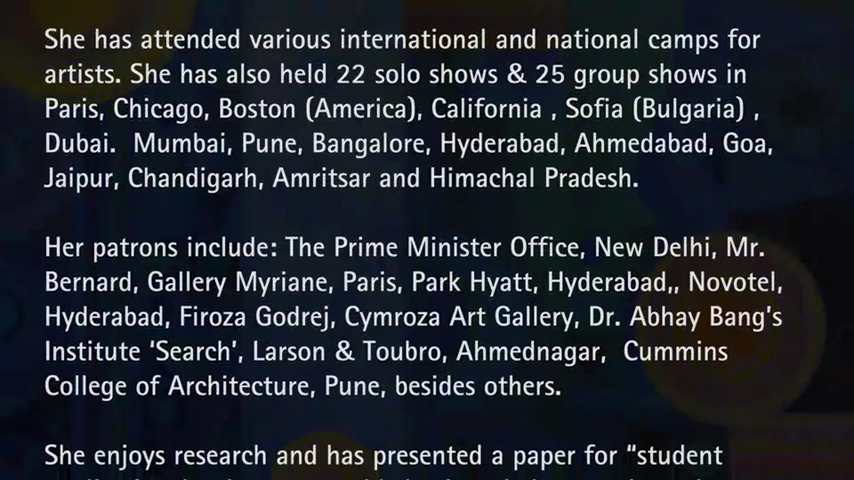 She has attended various international and national camps for
artists. She has also held 22 solo shows & 25 group shows in
Paris, Chicago, Boston (America), California , Sofia (Bulgaria) ,
Dubai.  Mumbai, Pune, Bangalore, Hyderabad, Ahmedabad, Goa,
Jaipur, Chandigarh, Amritsar and Himachal Pradesh.
Her patrons include: The Prime Minister Office, New Delhi, Mr.
Bernard, Gallery Myriane, Paris, Park Hyatt, Hyderabad,, Novotel,
Hyderabad, Firoza Godrej, Cymroza Art Gallery, Dr. Abhay Bang's
Institute 'Search', Larson & Toubro, Ahmednagar,  Cummins
College of Architecture, Pune, besides others.
She enjoys research and has presented a paper for "student